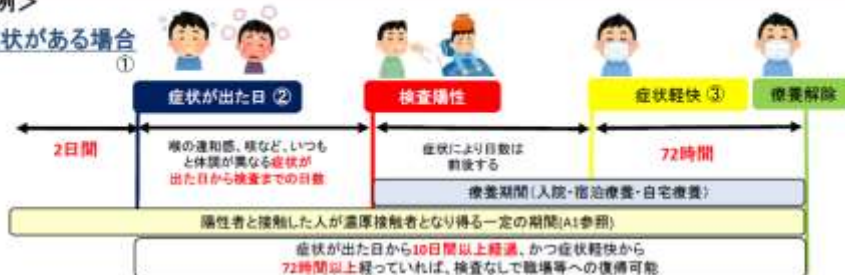 例＞
状がある場合
①
症状が出た日 ②
検査陽性
症状軽快 ③
療養解除
2日間
喉の違和感、咳など、いつも
と体調が異なる症状が
出た日から検査までの日数
症状により日数は
前後する
72時間
療養期間（入院・宿泊療養・自宅療養）
陽性者と接触した人が濃厚接触者となり得る一定の期間(A1参照)
症状が出た日から10日間以上経過、かつ症状軽快から
72時間以上経っていれば、検査なしで職場等への復帰可能